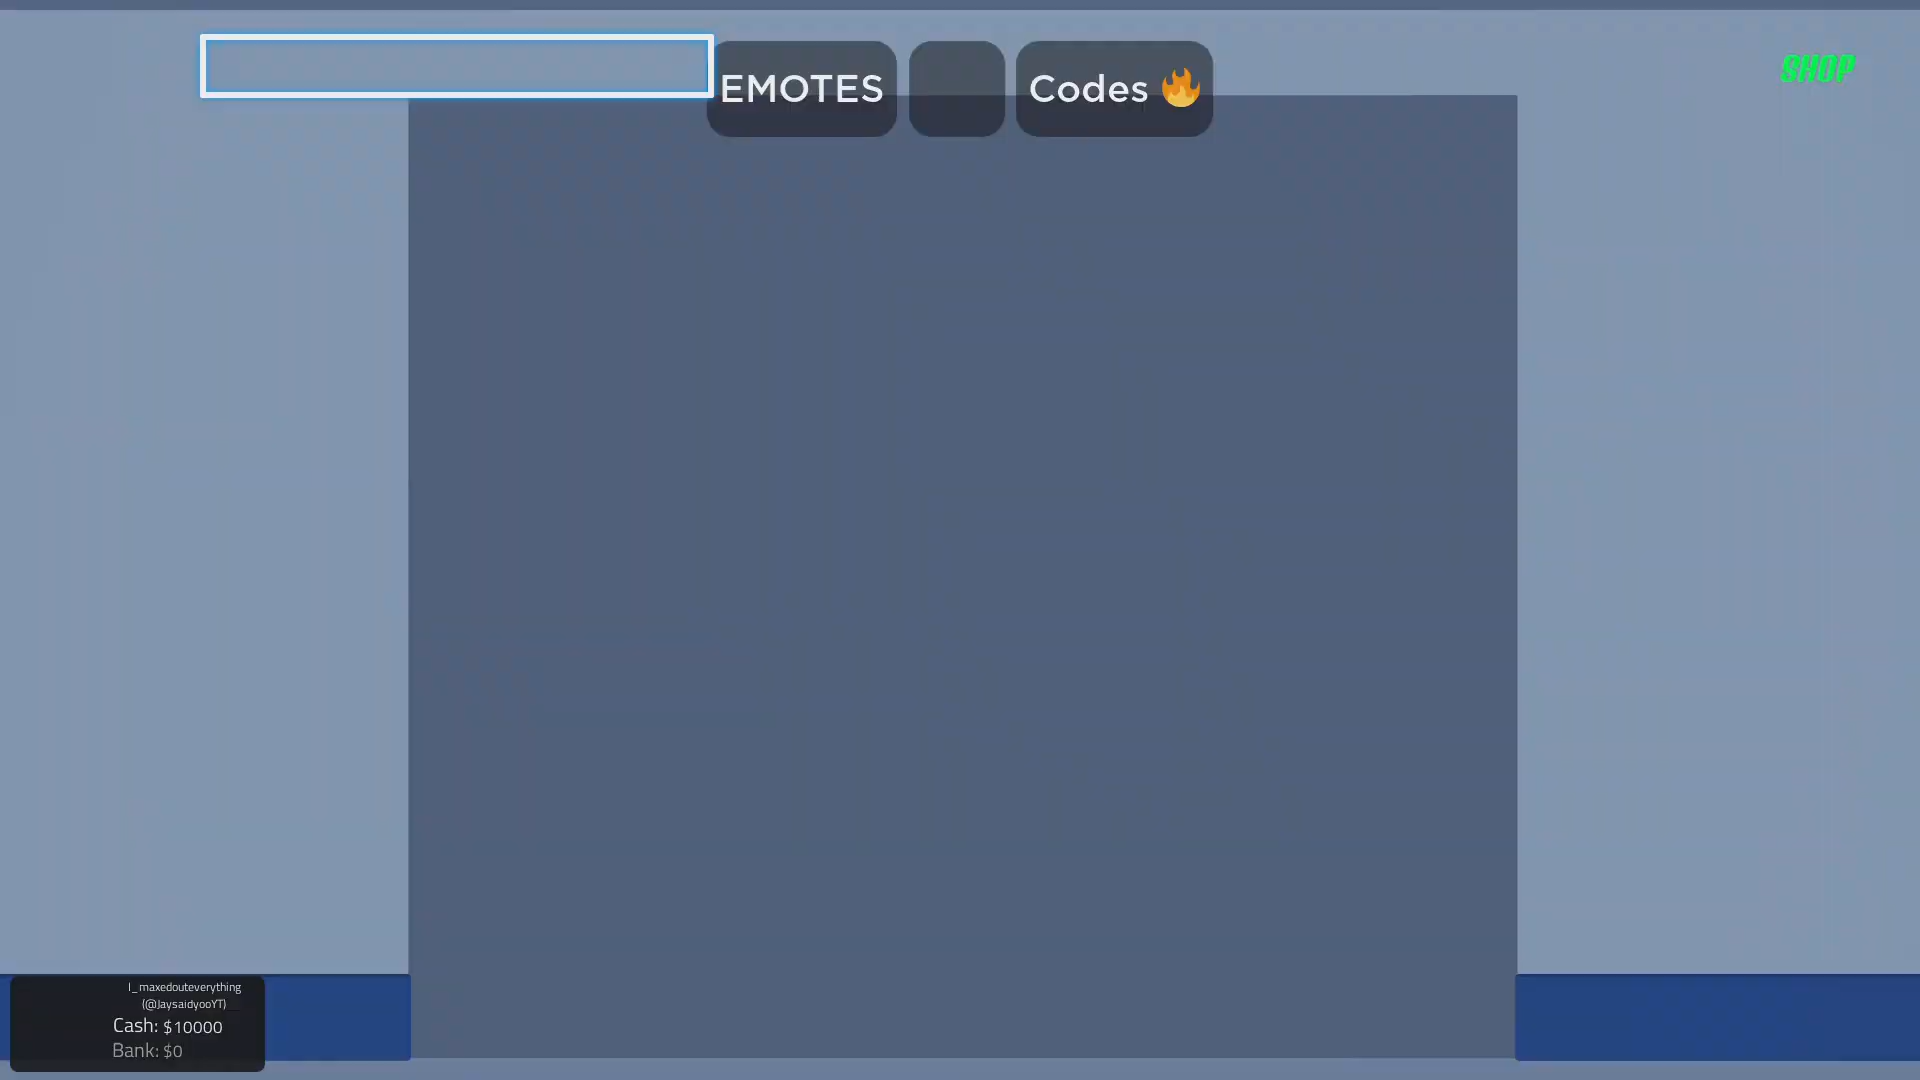 EMOTES
Codes 🔥
SHOP
I_maxedouteverything
(@JaysaidyooYT)
Cash: $10000
Bank: $0